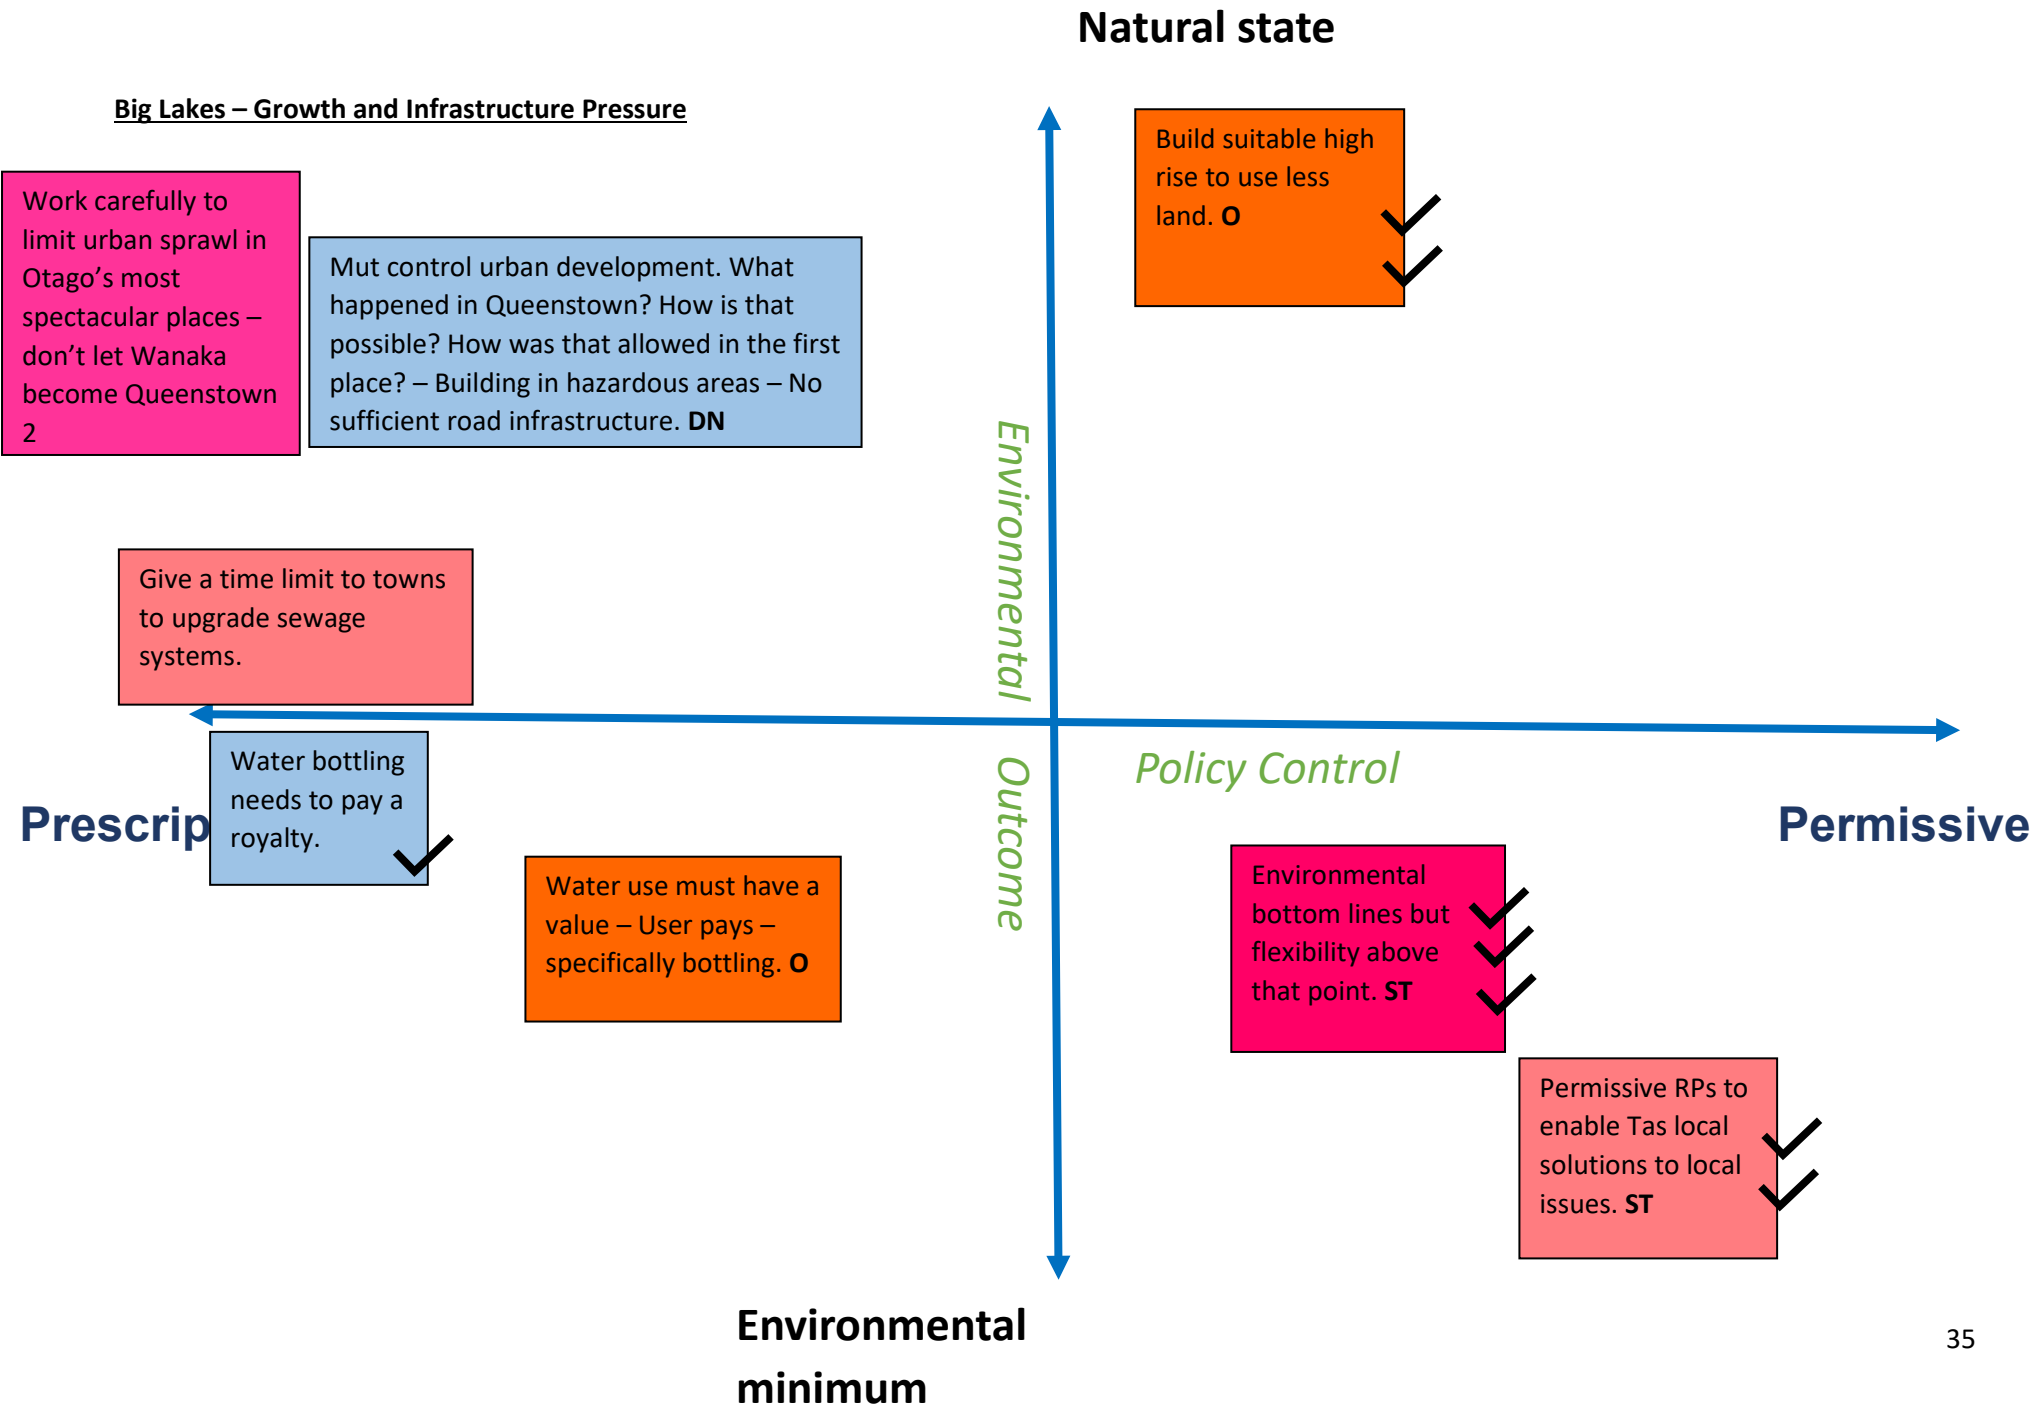 Natural state
Big Lakes – Growth and Infrastructure Pressure
Build suitable high
rise to use less
land. O
Work carefully to
limit urban sprawl in
Otago’s most
spectacular places –
don’t let Wanaka
become Queenstown
2
Mut control urban development. What
happened in Queenstown? How is that
possible? How was that allowed in the first
place? – Building in hazardous areas – No
sufficient road infrastructure. DN
Environmental Outcome
Give a time limit to towns
to upgrade sewage
systems.
Policy Control
Prescrip
Water bottling
needs to pay a
royalty.
Permissive
Water use must have a
value – User pays –
specifically bottling. O
Environmental
bottom lines but
flexibility above
that point. ST
Permissive RPs to
enable Tas local
solutions to local
issues. ST
Environmental
minimum
35